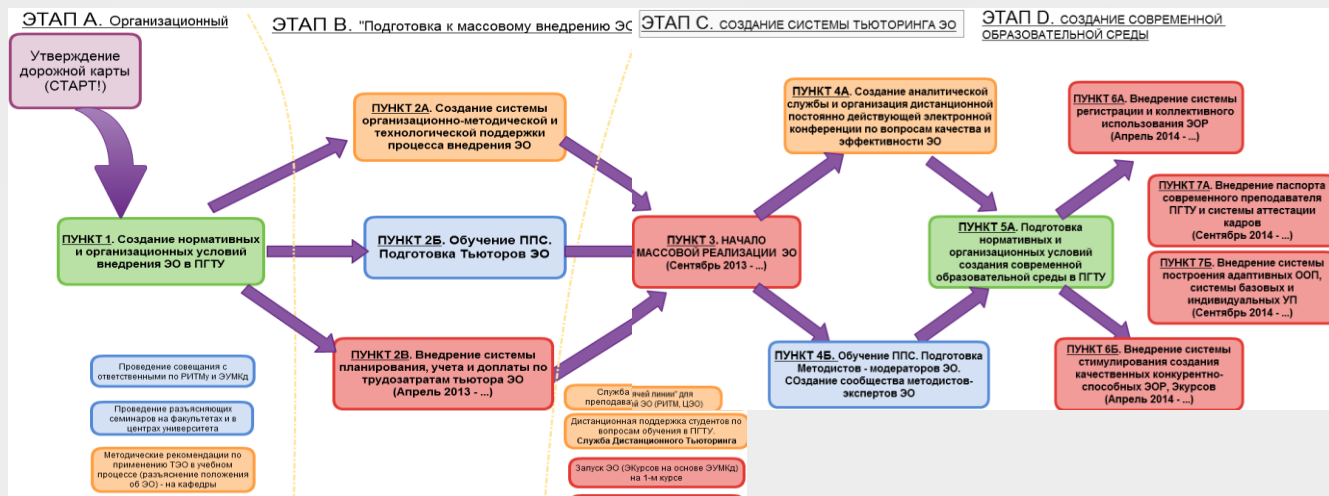 ЭТАП А. Организационный
ЭТАП В. "Подготовка к массовому внедрению ЭО
ЭТАП С. СОЗДАНИЕ СИСТЕМЫ ТЬЮТОРИНГА ЭО
ЭТАП D. СОЗДАНИЕ СОВРЕМЕННОЙ
ОБРАЗОВАТЕЛЬНОЙ СРЕДЫ
Утверждение
дорожной карты
(СТАРТ!)
ПУНКТ 1. Создание нормативных
и организационных условий
внедрения ЭО в ПГТУ
Проведение совещания с
ответственными по РИТМу и ЭУМКд
Проведение разъясняющих
семинаров на факультетах и в
центрах университета
Методические рекомендации по
применению ТЭО в учебном
процессе (разъяснение положения
об ЭО) - на кафедры
ПУНКТ 2А. Создание системы
организационно-методической и
технологической поддержки
процесса внедрения ЭО
ПУНКТ 2Б. Обучение ППС.
Подготовка Тьюторов ЭО
ПУНКТ 2В. Внедрение системы
планирования, учета и доплаты по
трудозатратам тьютора ЭО
(Апрель 2013 - ...)
ПУНКТ 3. НАЧАЛО
МАССОВОЙ РЕАЛИЗАЦИИ ЭО
(Сентябрь 2013 - ...)
Служба ячей линии" для
преподава й ЭО (РИТМ, ЦЭО)
Дистанционная поддержка студентов по
вопросам обучения в ПГТУ.
Служба Дистанционного Тьюторинга
Запуск ЭО (ЭКурсов на основе ЭУМКд)
на 1-м курсе
ПУНКТ 4А. Создание аналитической
службы и организация дистанционной
постоянно действующей электронной
конференции по вопросам качества и
эффективности ЭО
ПУНКТ 4Б. Обучение ППС. Подготовка
Методистов - модераторов ЭО.
СОздание сообщества методистов-
экспертов ЭО
ПУНКТ 5А. Подготовка
нормативных и
организационных условий
создания современной
образовательной среды в ПГТУ
ПУНКТ 6А. Внедрение системы
регистрации и коллективного
использования ЭОР
(Апрель 2014 - ...)
ПУНКТ 7А. Внедрение паспорта
современного преподавателя
ПГТУ и системы аттестации
кадров
(Сентябрь 2014 - ...)
ПУНКТ 7Б. Внедрение системы
построения адаптивных ООП,
системы базовых и
индивидуальных УП
(Сентябрь 2014 - ...)
ПУНКТ 6Б. Внедрение системы
стимулирования создания
качественных конкурентно-
способных ЭОР, Экурсов
(Апрель 2014 - ...)